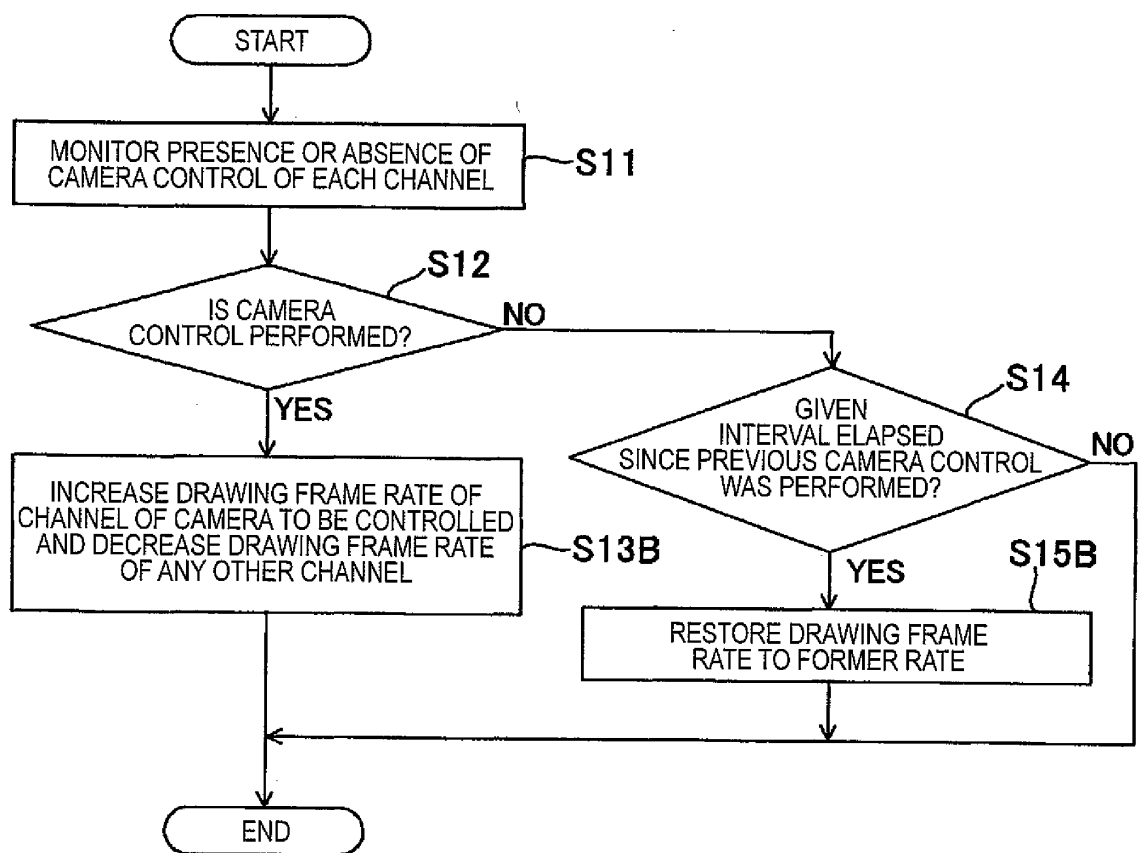 START
MONITOR PRESENCE OR ABSENCE OF
CAMERA CONTROL OF EACH CHANNEL
S11
S12
IS CAMERA
CONTROL PERFORMED?
NO
YES
S14
GIVEN
INTERVAL ELAPSED
SINCE PREVIOUS CAMERA CONTROL
WAS PERFORMED?
NO
YES
INCREASE DRAWING FRAME RATE OF
CHANNEL OF CAMERA TO BE CONTROLLED
AND DECREASE DRAWING FRAME RATE
OF ANY OTHER CHANNEL
S13B
S15B
RESTORE DRAWING FRAME
RATE TO FORMER RATE
END